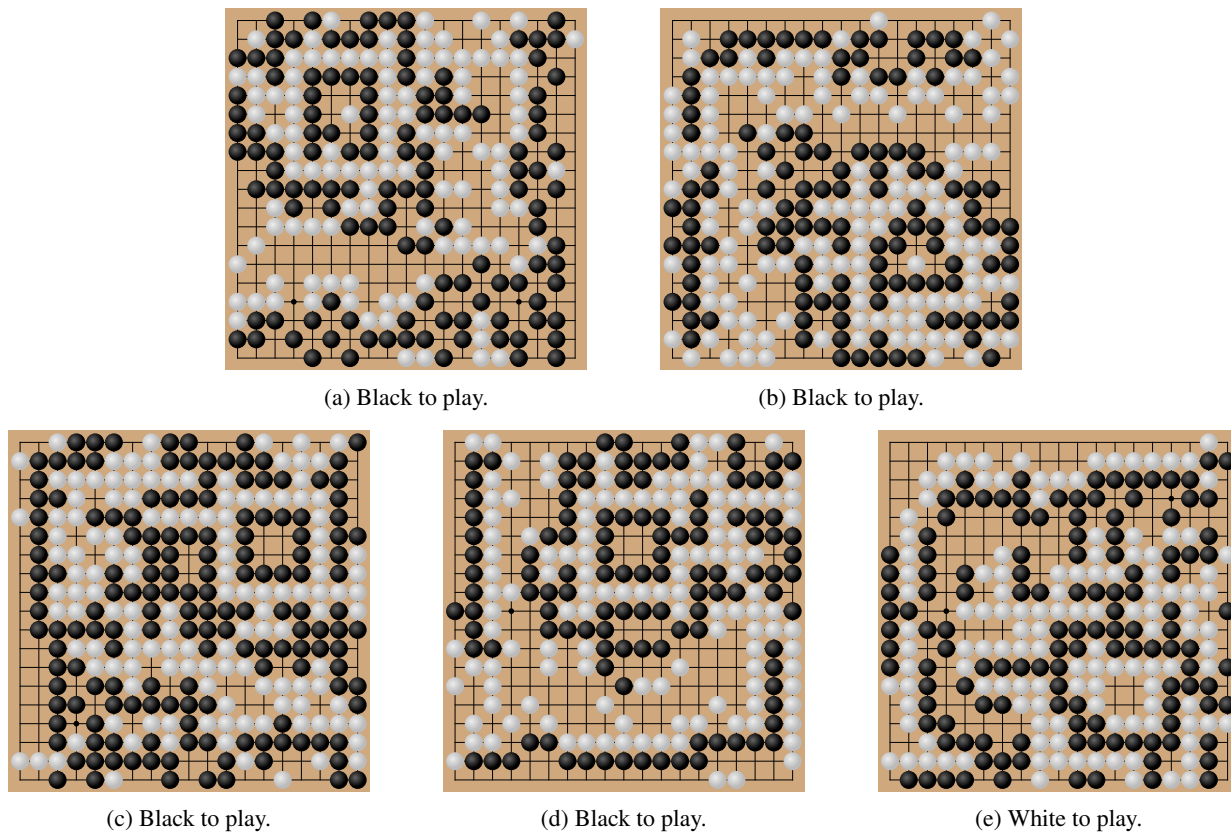 (a) Black to play.
(b) Black to play.
(c) Black to play.
(d) Black to play.
(e) White to play.